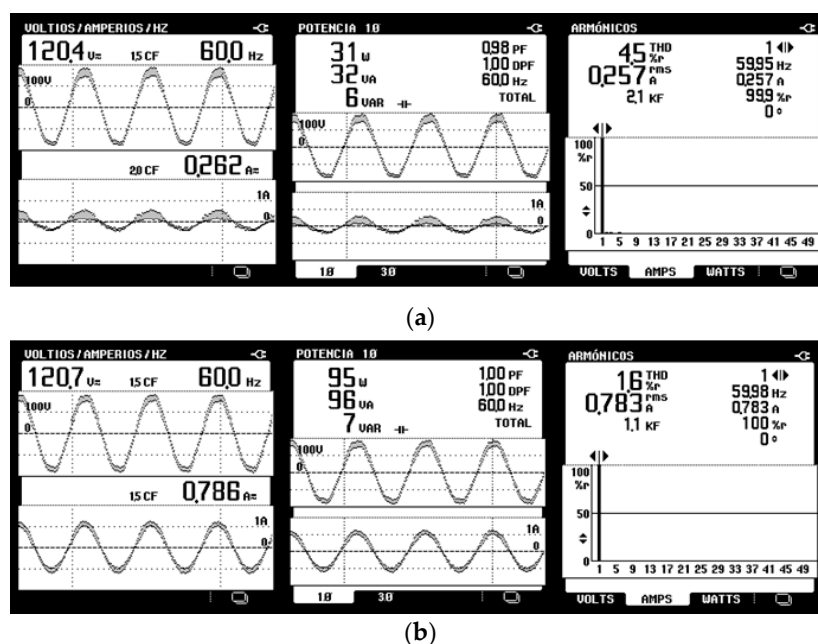 VOLTIOS/AMPERIOS/HZ
120.4 V≂ 1.5 CF 60.0 Hz
100V
0
2.0 CF 0.262 A≂
1A
0
POTENCIA 1Ø
31 W 0.98 PF
32 VA 1.00 DPF
6 VAR 60.0 Hz
TOTAL
100V
0
1A
0
1Ø 3Ø
ARMÓNICOS
4.5 THD %r 1
0.257 rms A 59.95 Hz
2.1 KF 0.257 A
99.9 %r
0 °
100
%r
50
0
1 5 9 13 17 21 25 29 33 37 41 45 49
VOLTS AMPS WATTS
(a)
VOLTIOS/AMPERIOS/HZ
120.7 V≂ 1.5 CF 60.0 Hz
100V
0
1.5 CF 0.786 A≂
1A
0
POTENCIA 1Ø
95 W 1.00 PF
96 VA 1.00 DPF
7 VAR 60.0 Hz
TOTAL
100V
0
1A
0
1Ø 3Ø
ARMÓNICOS
1.6 THD %r 1
0.783 rms A 59.98 Hz
1.1 KF 0.783 A
100 %r
0 °
100
%r
50
0
1 5 9 13 17 21 25 29 33 37 41 45 49
VOLTS AMPS WATTS
(b)